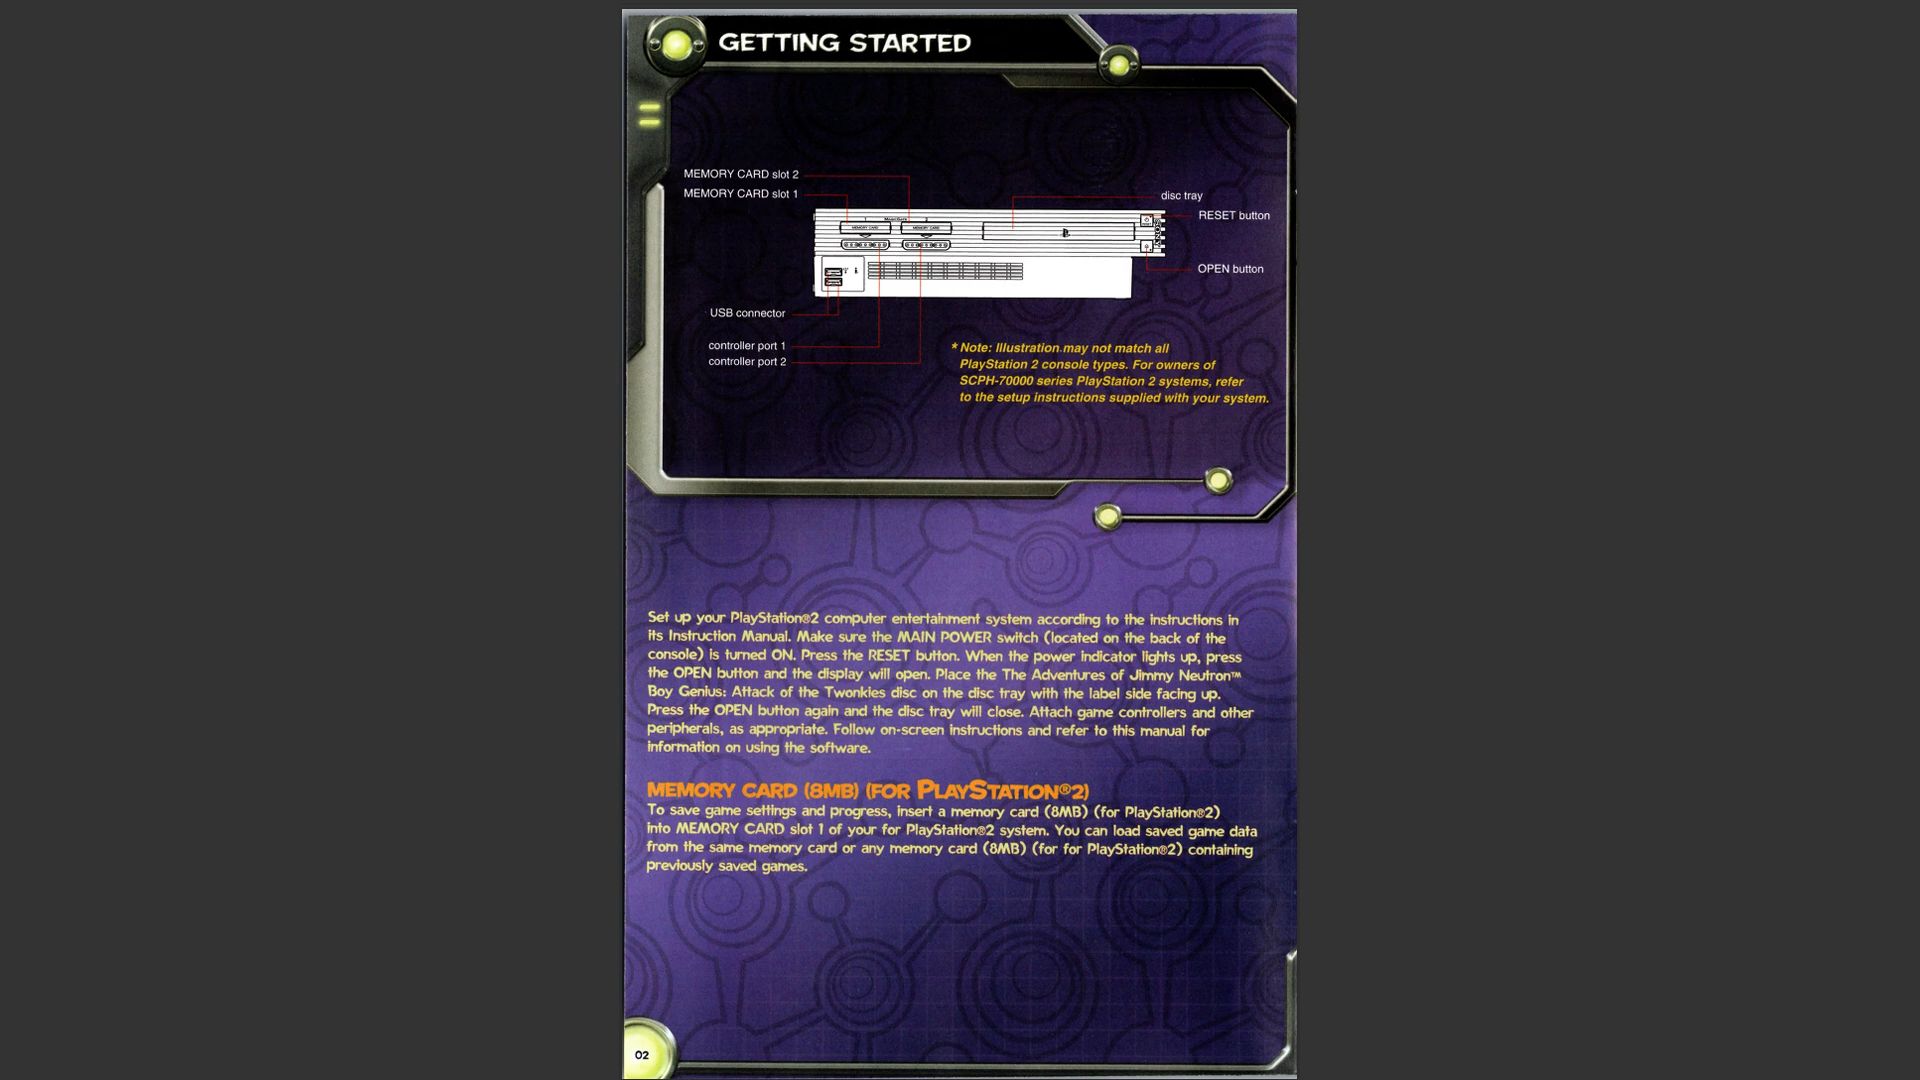 GETTING STARTED
MEMORY CARD slot 2
MEMORY CARD slot 1
disc tray
RESET button
OPEN button
MEMORY CARD
MEMORY CARD
SONY
USB connector
controller port 1
controller port 2
* Note: Illustration may not match all
PlayStation 2 console types. For owners of
SCPH-70000 series PlayStation 2 systems, refer
to the setup instructions supplied with your system.
Set up your PlayStation®2 computer entertainment system according to the instructions in
its Instruction Manual. Make sure the MAIN POWER switch (located on the back of the
console) is turned ON. Press the RESET button. When the power indicator lights up, press
the OPEN button and the display will open. Place the The Adventures of Jimmy Neutron™
Boy Genius: Attack of the Twonkies disc on the disc tray with the label side facing up.
Press the OPEN button again and the disc tray will close. Attach game controllers and other
peripherals, as appropriate. Follow on-screen instructions and refer to this manual for
information on using the software.
MEMORY CARD (8MB) (FOR PLAYSTATION®2)
To save game settings and progress, insert a memory card (8MB) (for PlayStation®2)
into MEMORY CARD slot 1 of your for PlayStation®2 system. You can load saved game data
from the same memory card or any memory card (8MB) (for for PlayStation®2) containing
previously saved games.
02